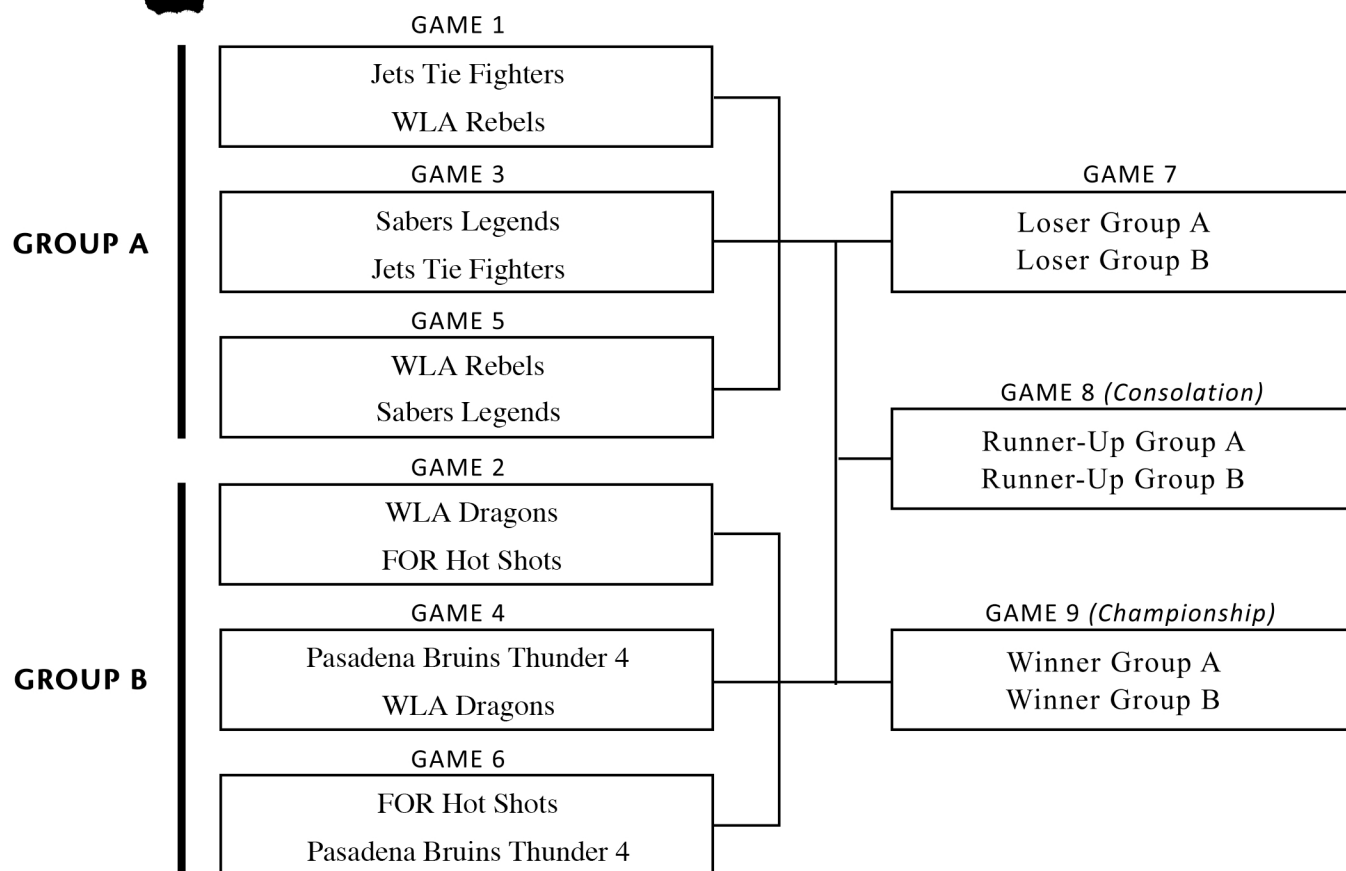 GAME 1
Jets Tie Fighters
WLA Rebels
GROUP A
GAME 3
Sabers Legends
Jets Tie Fighters
GAME 5
WLA Rebels
Sabers Legends
GROUP B
GAME 2
WLA Dragons
FOR Hot Shots
GAME 4
Pasadena Bruins Thunder 4
WLA Dragons
GAME 6
FOR Hot Shots
Pasadena Bruins Thunder 4
GAME 7
Loser Group A
Loser Group B
GAME 8 (Consolation)
Runner-Up Group A
Runner-Up Group B
GAME 9 (Championship)
Winner Group A
Winner Group B